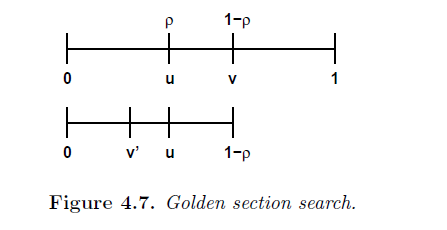 ρ 1-ρ
0 u v 1
0 v' u 1-ρ
Figure 4.7. Golden section search.